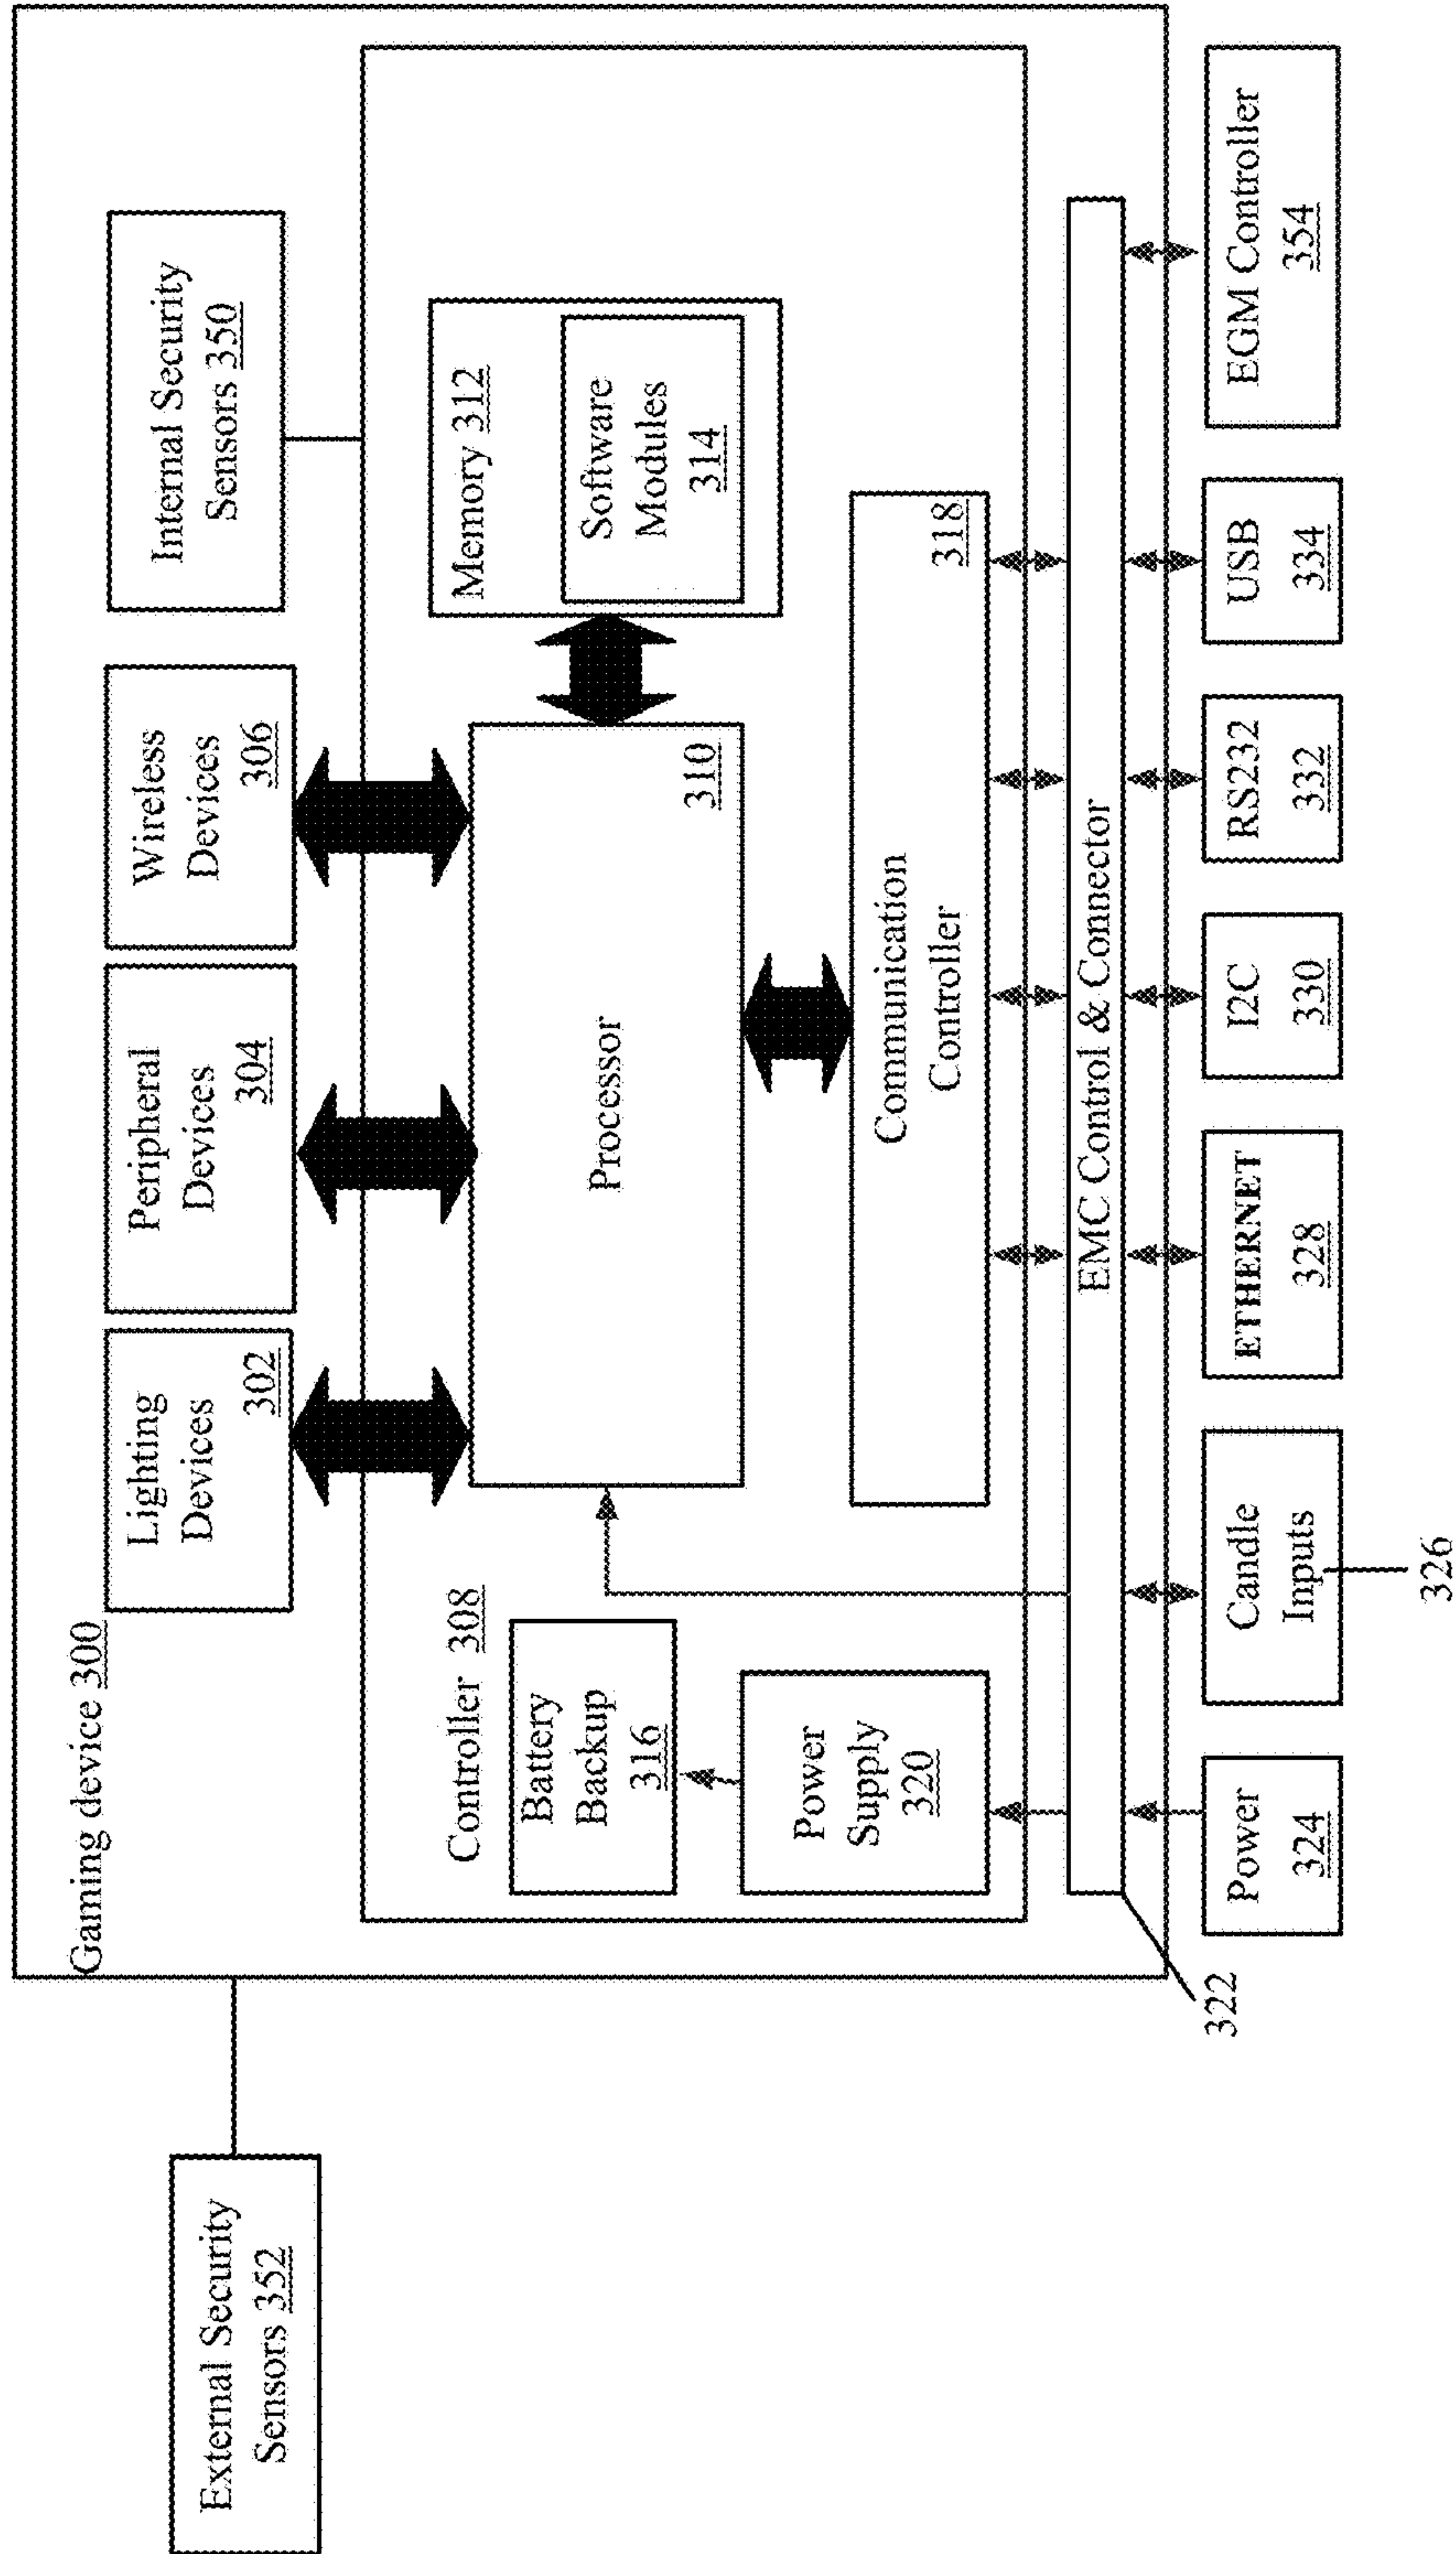 External Security
Sensors 352
Gaming device 300
Lighting
Devices
302
Peripheral
Devices
304
Wireless
Devices
306
Internal Security
Sensors 350
Controller 308
Battery
Backup
316
Power
Supply
320
Processor
310
Memory 312
Software
Modules
314
Communication
Controller
318
EMC Control & Connector
322
Power
324
Candle
Inputs
326
ETHERNET
328
I2C
330
RS232
332
USB
334
EGM Controller
354